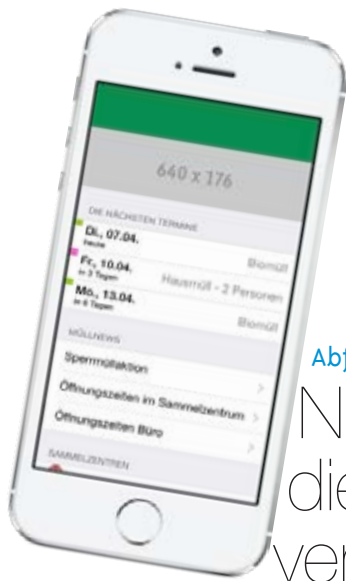 640 x 176
DIE NÄCHSTEN TERMINE
Di., 07.04.
heute
Biomüll
Fr., 10.04.
in 3 Tagen
Hausmüll - 2 Personen
Mo., 13.04.
in 6 Tagen
Biomüll
MÜLLNEWS
Sperrmüllaktion
Öffnungszeiten im Sammelzentrum
Öffnungszeiten Büro
SAMMELZENTREN
Abf
N
die
ver